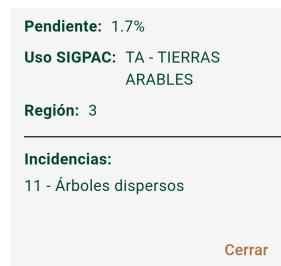 Pendiente: 1.7%
Uso SIGPAC: TA - TIERRAS
ARABLES
Región: 3
Incidencias:
11 - Árboles dispersos
Cerrar